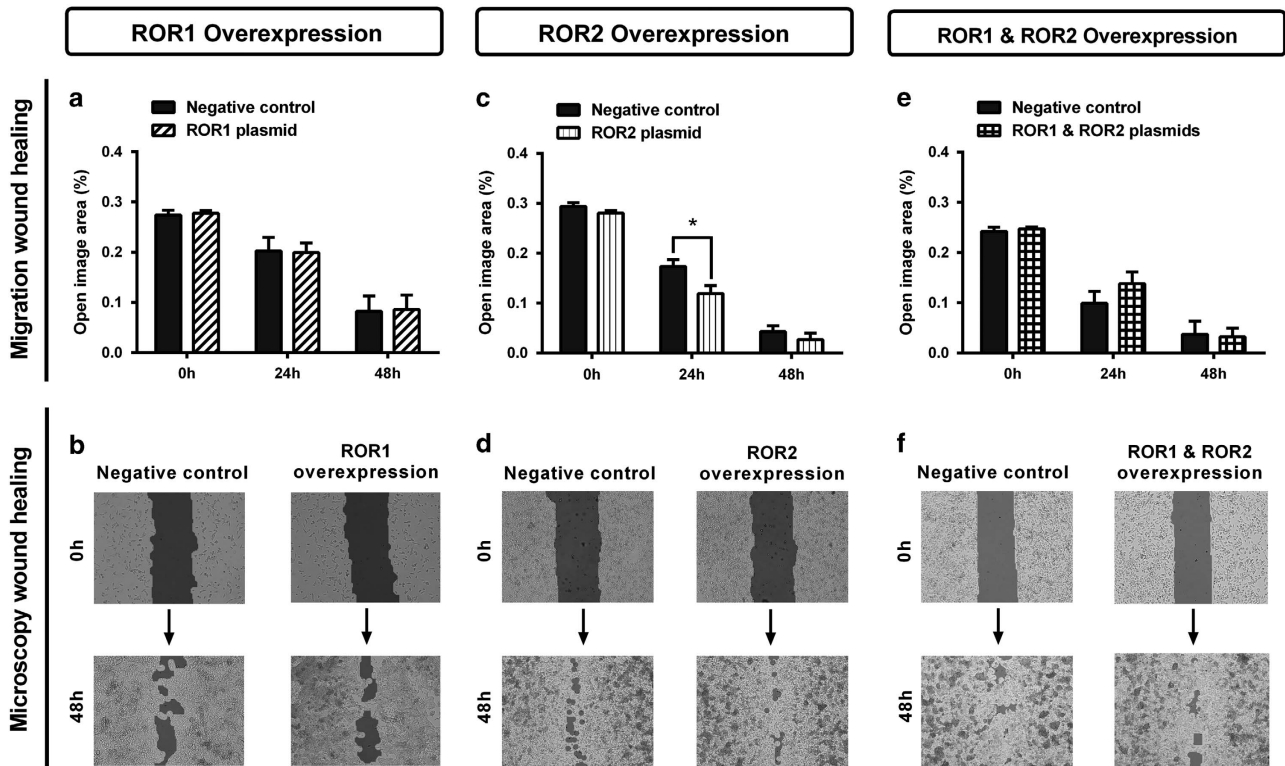 ROR1 Overexpression
ROR2 Overexpression
ROR1 & ROR2 Overexpression
Migration wound healing
a
Negative control
ROR1 plasmid
Open image area (%)
0.4
0.3
0.2
0.1
0.0
0h
24h
48h
c
Negative control
ROR2 plasmid
Open image area (%)
0.4
0.3
0.2
0.1
0.0
*
0h
24h
48h
e
Negative control
ROR1 & ROR2 plasmids
Open image area (%)
0.4
0.3
0.2
0.1
0.0
0h
24h
48h
Microscopy wound healing
b
Negative control
ROR1
overexpression
0h
48h
d
Negative control
ROR2
overexpression
0h
48h
f
Negative control
ROR1 & ROR2
overexpression
0h
48h